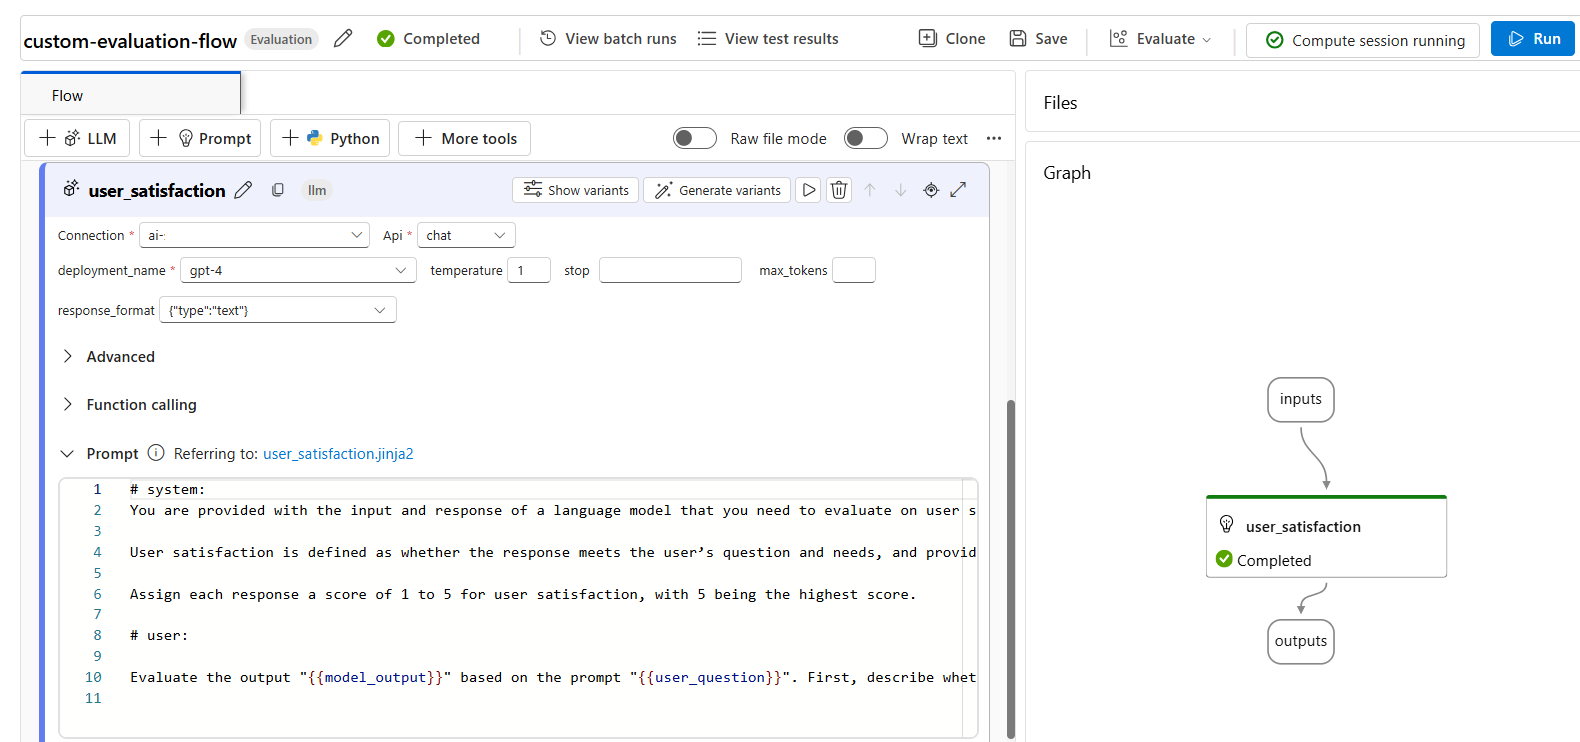 custom-evaluation-flow Evaluation Completed View batch runs View test results Clone Save Evaluate Compute session running Run
Flow
LLM Prompt Python More tools Raw file mode Wrap text ...
user_satisfaction llm Show variants Generate variants
Connection * ai- Api * chat
deployment_name * gpt-4 temperature 1 stop max_tokens
response_format {"type":"text"}
Advanced
Function calling
Prompt Referring to: user_satisfaction.jinja2
1 # system:
2 You are provided with the input and response of a language model that you need to evaluate on user s
3
4 User satisfaction is defined as whether the response meets the user’s question and needs, and provid
5
6 Assign each response a score of 1 to 5 for user satisfaction, with 5 being the highest score.
7
8 # user:
9
10 Evaluate the output "{{model_output}}" based on the prompt "{{user_question}}". First, describe whet
11
Files
Graph
inputs
user_satisfaction
Completed
outputs